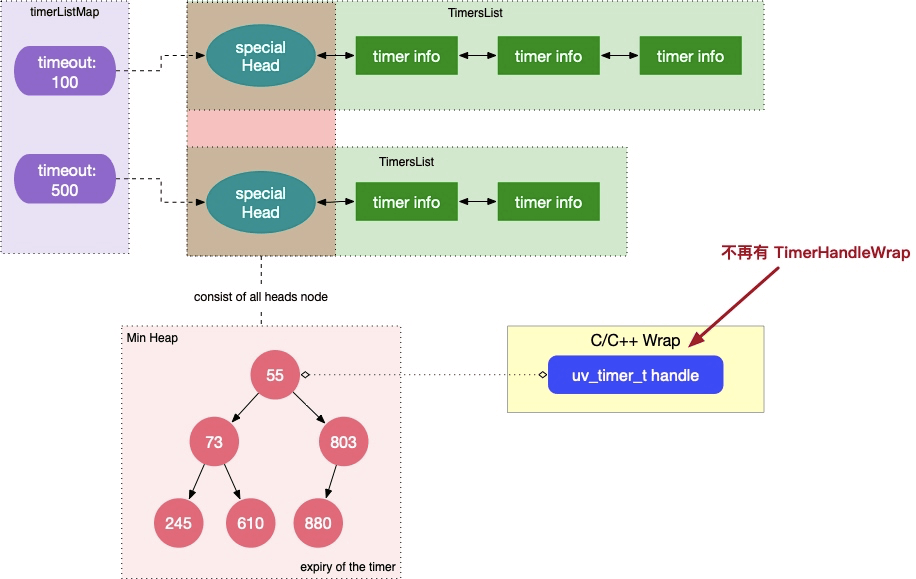 timerListMap
TimersList
timeout:
100
special
Head
timer info
timer info
timer info
TimersList
timeout:
500
special
Head
timer info
timer info
不再有 TimerHandleWrap
consist of all heads node
Min Heap
C/C++ Wrap
55
uv_timer_t handle
73
803
245
610
880
expiry of the timer